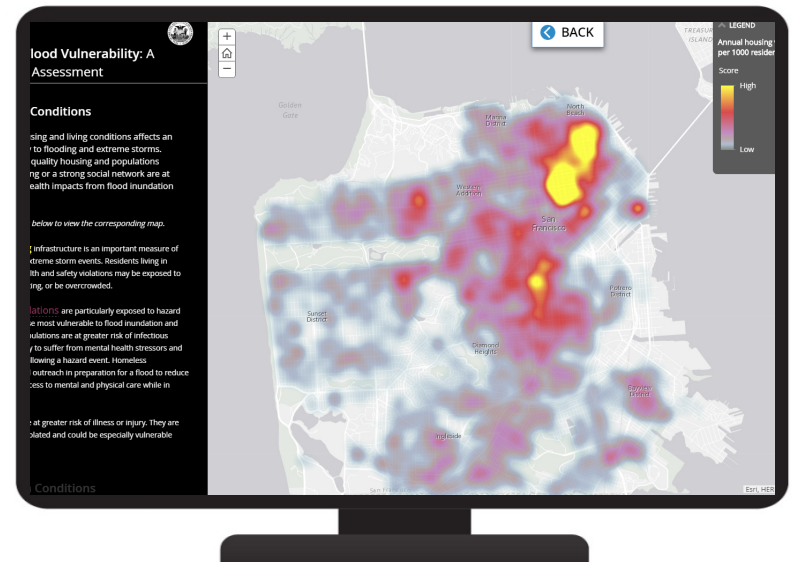 lood Vulnerability: A
Assessment
Conditions
sing and living conditions affects an
to flooding and extreme storms.
quality housing and populations
ng or a strong social network are at
ealth impacts from flood inundation
below to view the corresponding map.
infrastructure is an important measure of
xtreme storm events. Residents living in
lth and safety violations may be exposed to
ing, or be overcrowded.
lations are particularly exposed to hazard
e most vulnerable to flood inundation and
ulations are at greater risk of infectious
y to suffer from mental health stressors and
llowing a hazard event. Homeless
outreach in preparation for a flood to reduce
cess to mental and physical care while in
e at greater risk of illness or injury. They are
olated and could be especially vulnerable
Conditions
+
−
BACK
Golden
Gate
Marina
District
North
Beach
TREASUR
ISLAND
Western
Addition
San
Francisco
Sunset
District
Potrero
District
Diamond
Heights
Bayview
District
Ingleside
LEGEND
Annual housing
per 1000 resider
Score
High
Low
Esri, HER